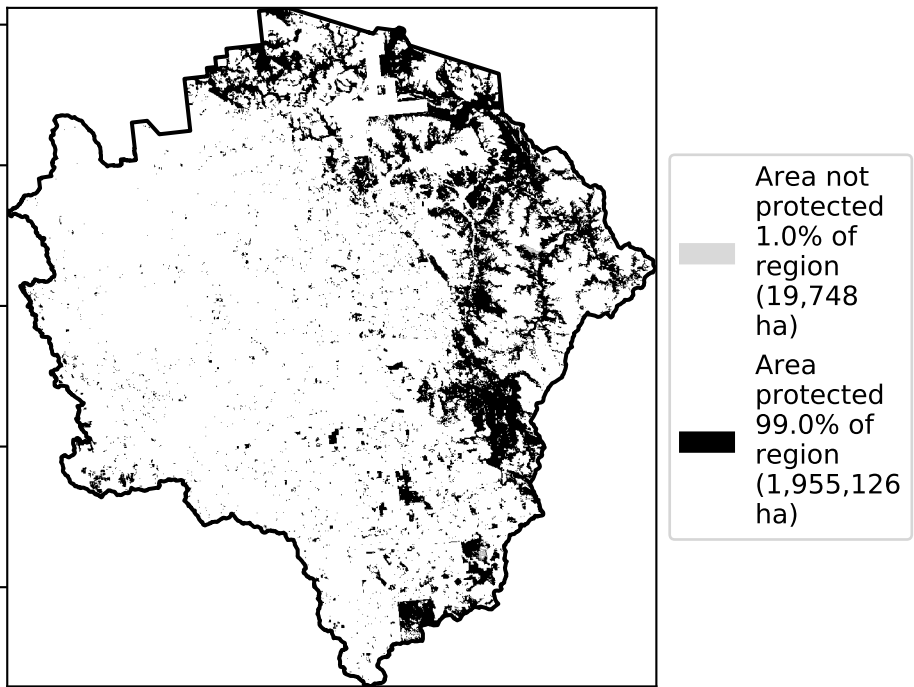 Area not
protected
1.0% of
region
(19,748
ha)
Area
protected
99.0% of
region
(1,955,126
ha)